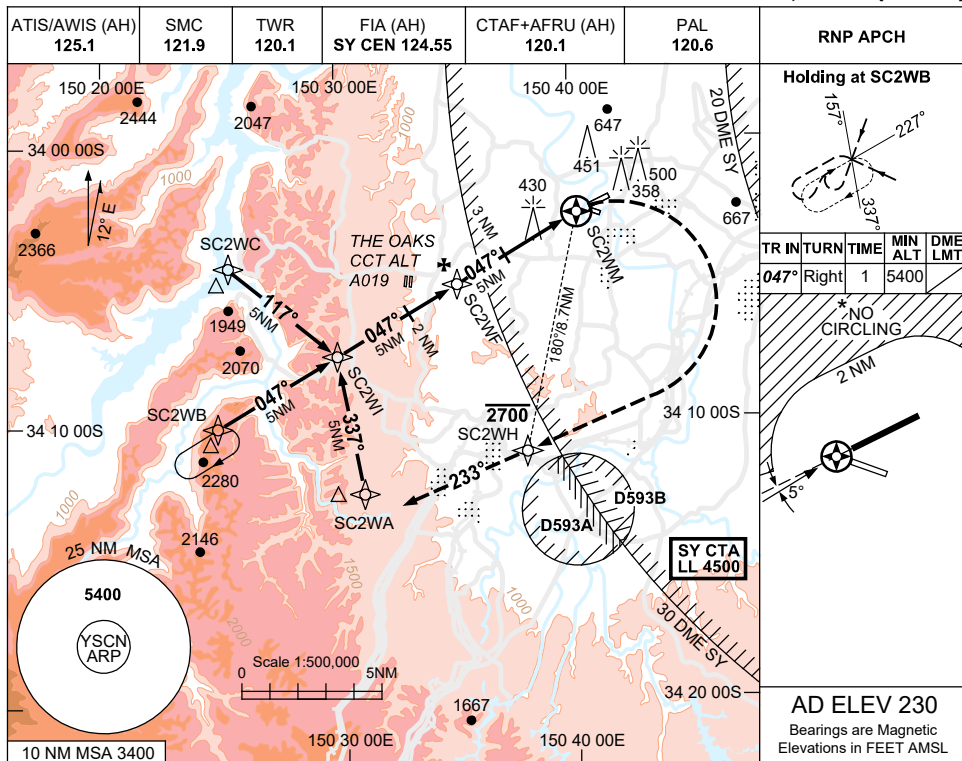 ATIS/AWIS (AH)
125.1
SMC
121.9
TWR
120.1
FIA (AH)
SY CEN 124.55
CTAF+AFRU (AH)
120.1
PAL
120.6
RNP APCH
150 20 00E
150 30 00E
150 40 00E
2444
2047
1000
647
20 DME SY
34 00 00S
1000
451
500
358
430
667
12° E
2366
SC2WC
THE OAKS
CCT ALT
A019
3 NM
047°
5NM
SC2WM
SC2WF
117°
5NM
047°
5NM
2 NM
1949
2070
SC2WI
180°/8.7NM
047°
5NM
SC2WB
337°
5NM
2700
34 10 00S
34 10 00S
SC2WH
2280
233°
SC2WA
1000
D593B
D593A
2146
1500
1000
SY CTA
LL 4500
25 NM MSA
5400
YSCN
ARP
2000
30 DME SY
Scale 1:500,000
0
5NM
34 20 00S
1667
150 30 00E
150 40 00E
10 NM MSA 3400
Holding at SC2WB
157°
227°
337°
TR IN
TURN
TIME
MIN
ALT
DME
LMT
047°
Right
1
5400
*NO
CIRCLING
2 NM
5°
AD ELEV 230
Bearings are Magnetic
Elevations in FEET AMSL